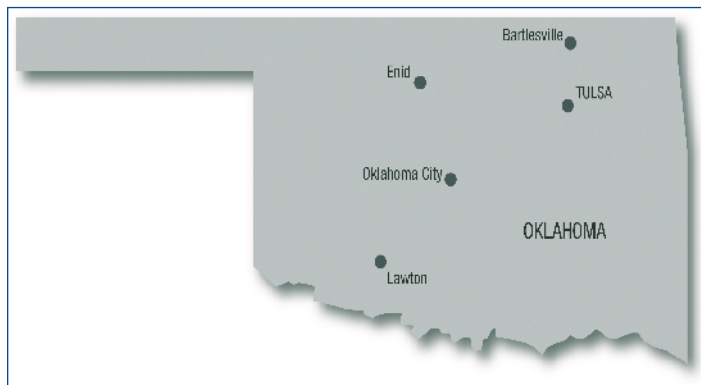 Bartlesville
Enid
TULSA
Oklahoma City
OKLAHOMA
Lawton